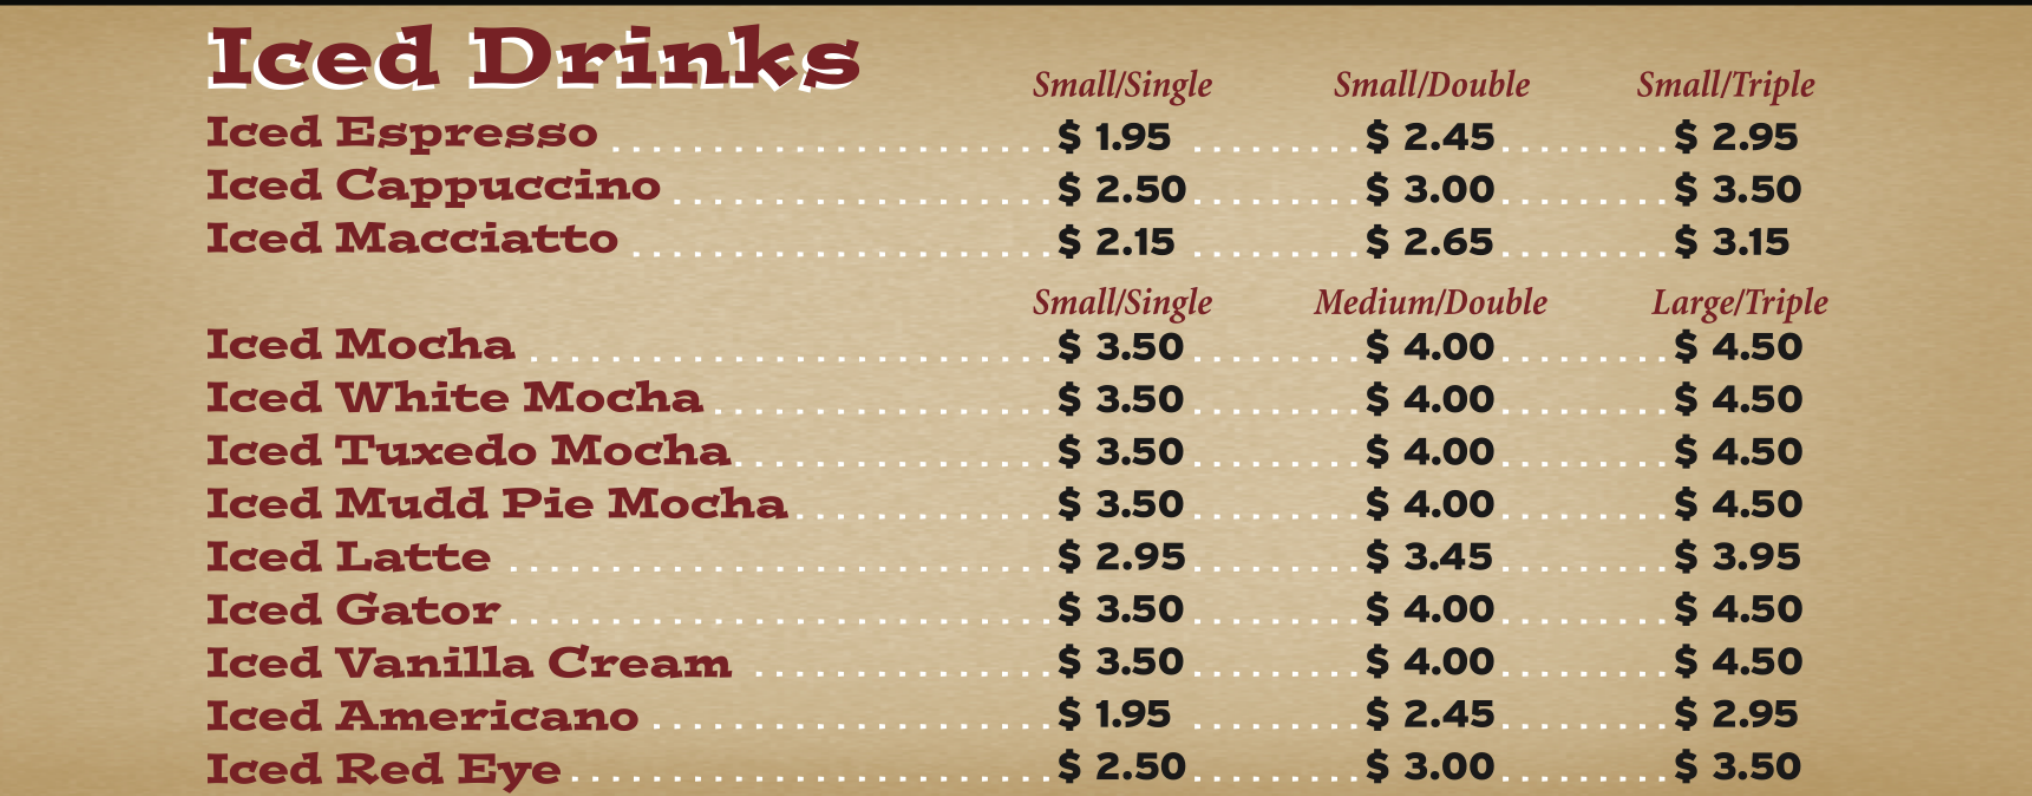 Iced Drinks
Small/Single Small/Double Small/Triple
Iced Espresso $ 1.95 $ 2.45 $ 2.95
Iced Cappuccino $ 2.50 $ 3.00 $ 3.50
Iced Macciatto $ 2.15 $ 2.65 $ 3.15
Small/Single Medium/Double Large/Triple
Iced Mocha $ 3.50 $ 4.00 $ 4.50
Iced White Mocha $ 3.50 $ 4.00 $ 4.50
Iced Tuxedo Mocha $ 3.50 $ 4.00 $ 4.50
Iced Mudd Pie Mocha $ 3.50 $ 4.00 $ 4.50
Iced Latte $ 2.95 $ 3.45 $ 3.95
Iced Gator $ 3.50 $ 4.00 $ 4.50
Iced Vanilla Cream $ 3.50 $ 4.00 $ 4.50
Iced Americano $ 1.95 $ 2.45 $ 2.95
Iced Red Eye $ 2.50 $ 3.00 $ 3.50